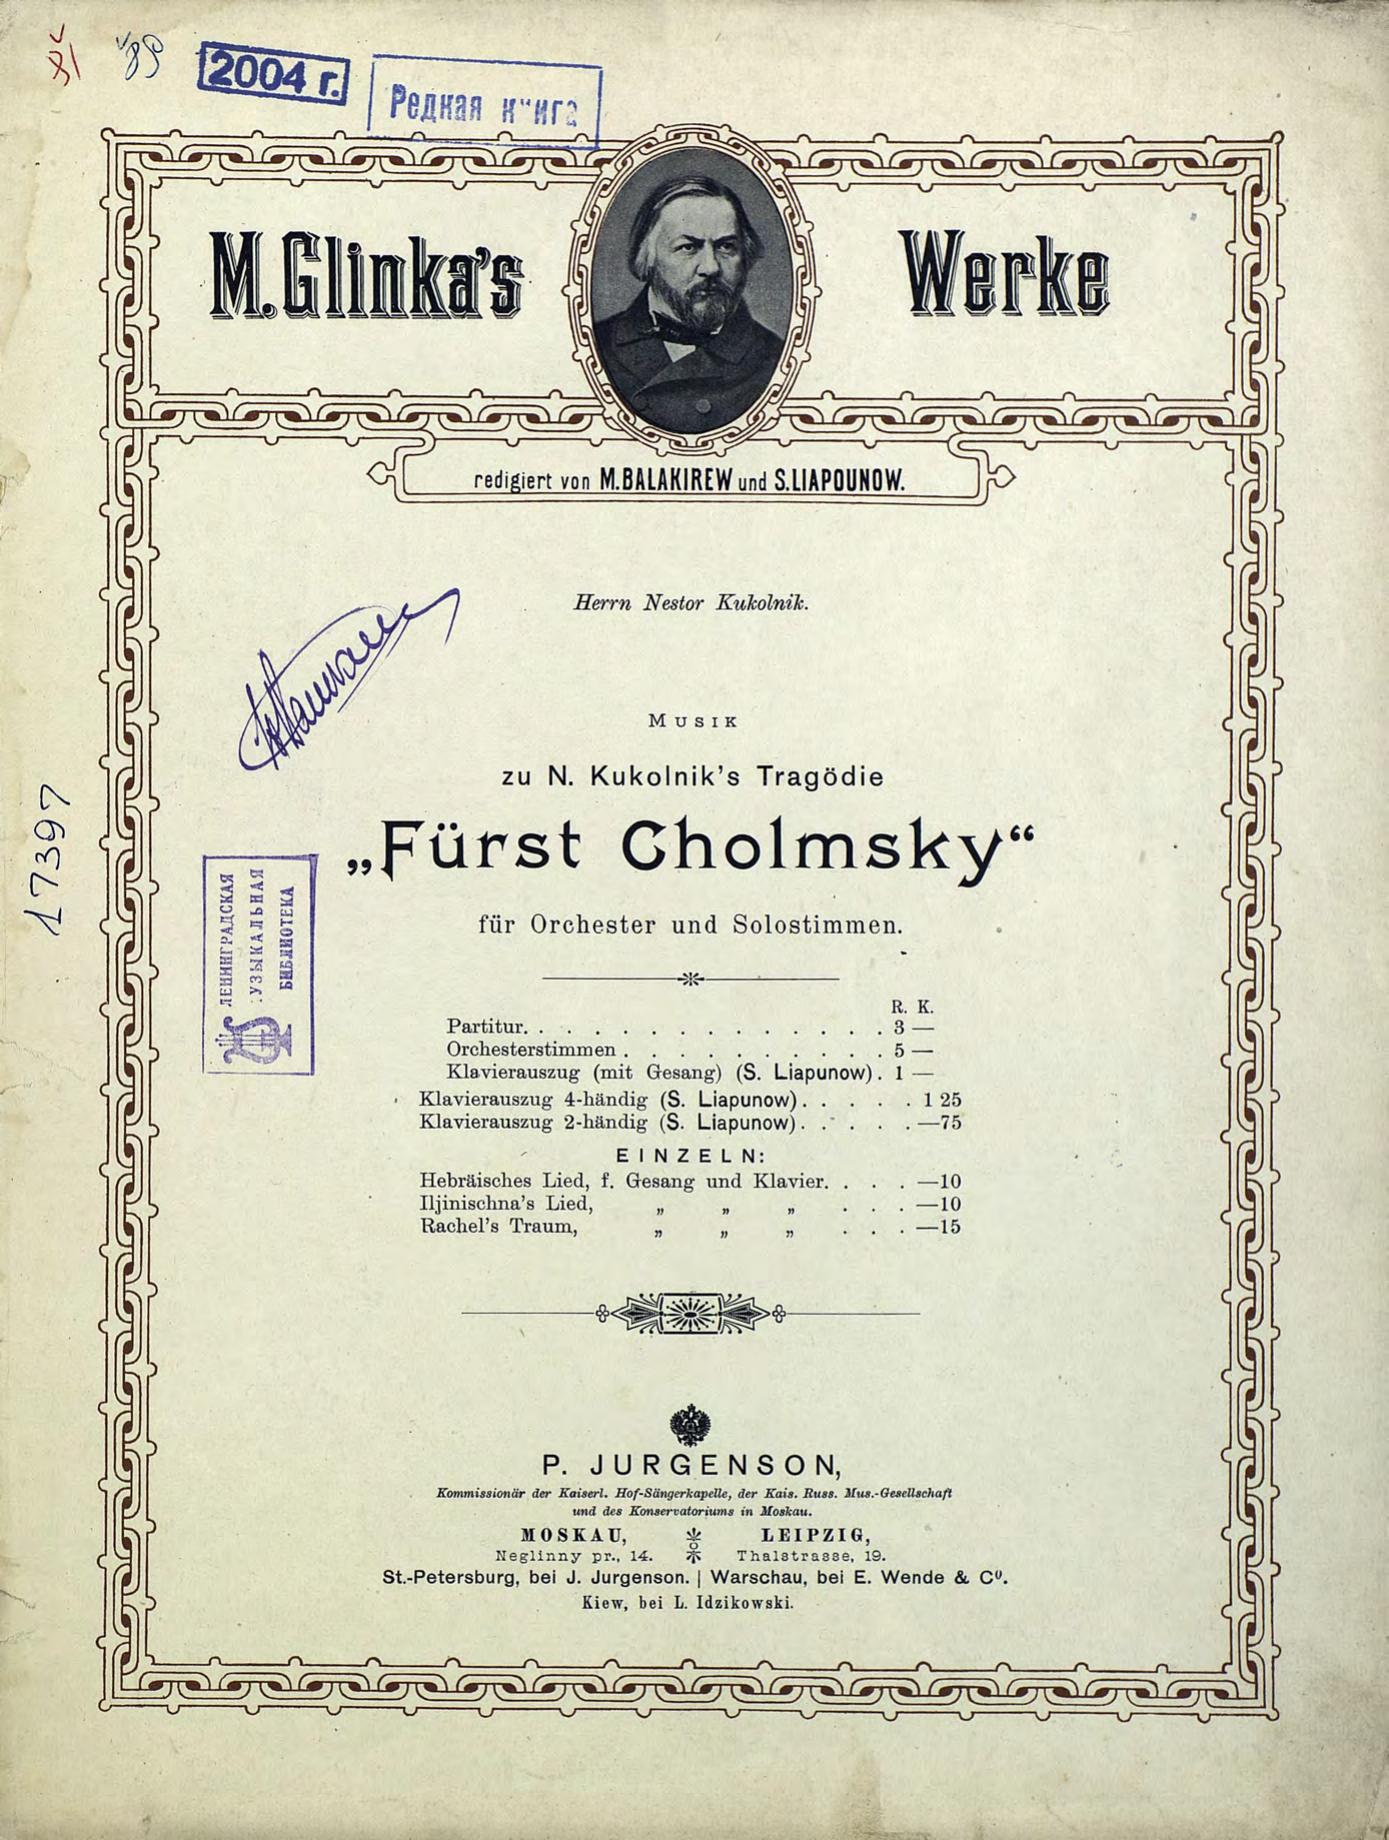 2004 г.
Редкая книга
M. Glinka's Werke
redigiert von M. BALAKIREW und S. LIAPOUNOW.
Herrn Nestor Kukolnik.
MUSIK
zu N. Kukolnik's Tragödie
„Fürst Cholmsky“
für Orchester und Solostimmen.
17397
ЛЕНИНГРАДСКАЯ
УЗЫКАЛЬНАЯ
БИБЛИОТЕКА
R. K.
Partitur. . . . . . . . . . . . . . 3 —
Orchesterstimmen . . . . . . . . . . 5 —
Klavierauszug (mit Gesang) (S. Liapunow). 1 —
Klavierauszug 4-händig (S. Liapunow). . . . . 1 25
Klavierauszug 2-händig (S. Liapunow). . . . . —75
EINZELN:
Hebräisches Lied, f. Gesang und Klavier. . . . —10
Iljinischna's Lied, „ „ „ . . . —10
Rachel's Traum, „ „ „ . . . —15
P. JURGENSON,
Kommissionär der Kaiserl. Hof-Sängerkapelle, der Kais. Russ. Mus.-Gesellschaft
und des Konservatoriums in Moskau.
MOSKAU, LEIPZIG,
Neglinny pr., 14. Thalstrasse, 19.
St.-Petersburg, bei J. Jurgenson. | Warschau, bei E. Wende & Cº.
Kiew, bei L. Idzikowski.